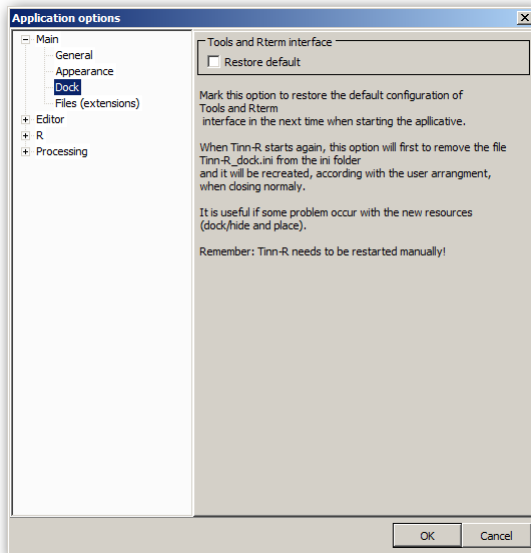 Application options
Main
General
Appearance
Dock
Files (extensions)
Editor
R
Processing
Tools and Rterm interface
Restore default
Mark this option to restore the default configuration of
Tools and Rterm
interface in the next time when starting the apllicative.
When Tinn-R starts again, this option will first to remove the file
Tinn-R_dock.ini from the ini folder
and it will be recreated, according with the user arrangment,
when closing normaly.
It is useful if some problem occur with the new resources
(dock/hide and place).
Remember: Tinn-R needs to be restarted manually!
OK
Cancel